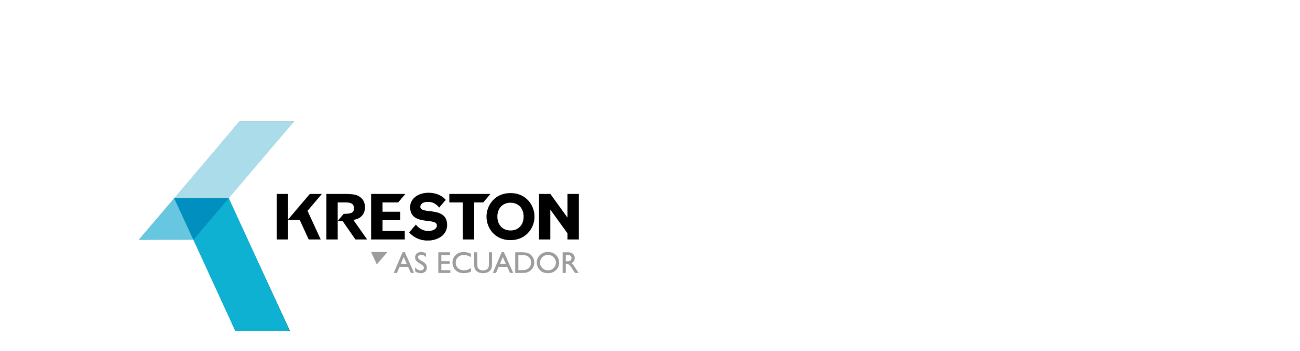 KRESTON
AS ECUADOR